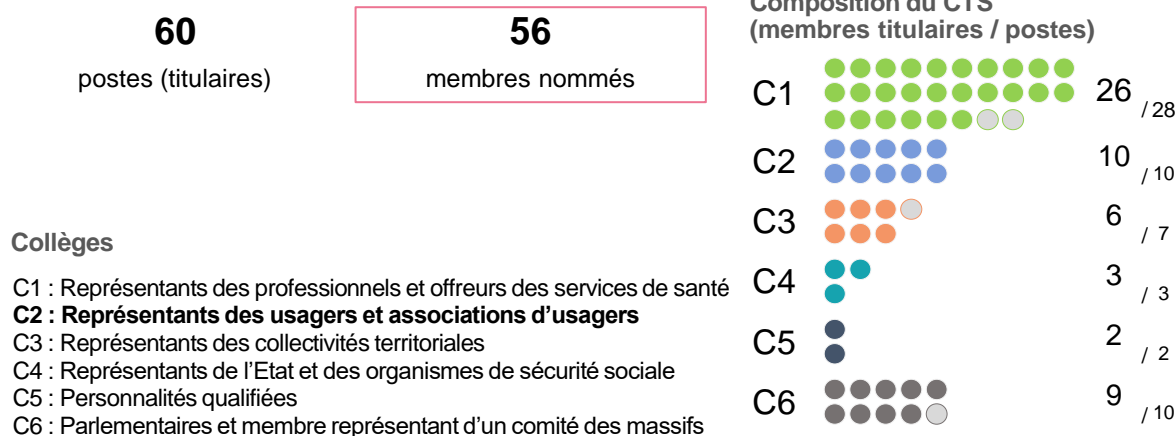 60
postes (titulaires)
56
membres nommés
Composition du CTS
(membres titulaires / postes)
C1 26 / 28
C2 10 / 10
C3 6 / 7
C4 3 / 3
C5 2 / 2
C6 9 / 10
Collèges
C1 : Représentants des professionnels et offreurs des services de santé
C2 : Représentants des usagers et associations d’usagers
C3 : Représentants des collectivités territoriales
C4 : Représentants de l’Etat et des organismes de sécurité sociale
C5 : Personnalités qualifiées
C6 : Parlementaires et membre représentant d’un comité des massifs